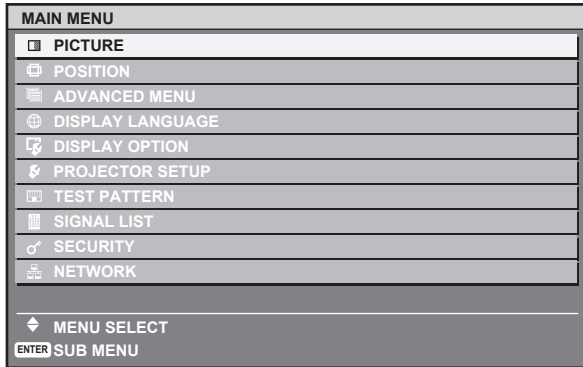 MAIN MENU
PICTURE
POSITION
ADVANCED MENU
DISPLAY LANGUAGE
DISPLAY OPTION
PROJECTOR SETUP
TEST PATTERN
SIGNAL LIST
SECURITY
NETWORK
MENU SELECT
ENTER SUB MENU